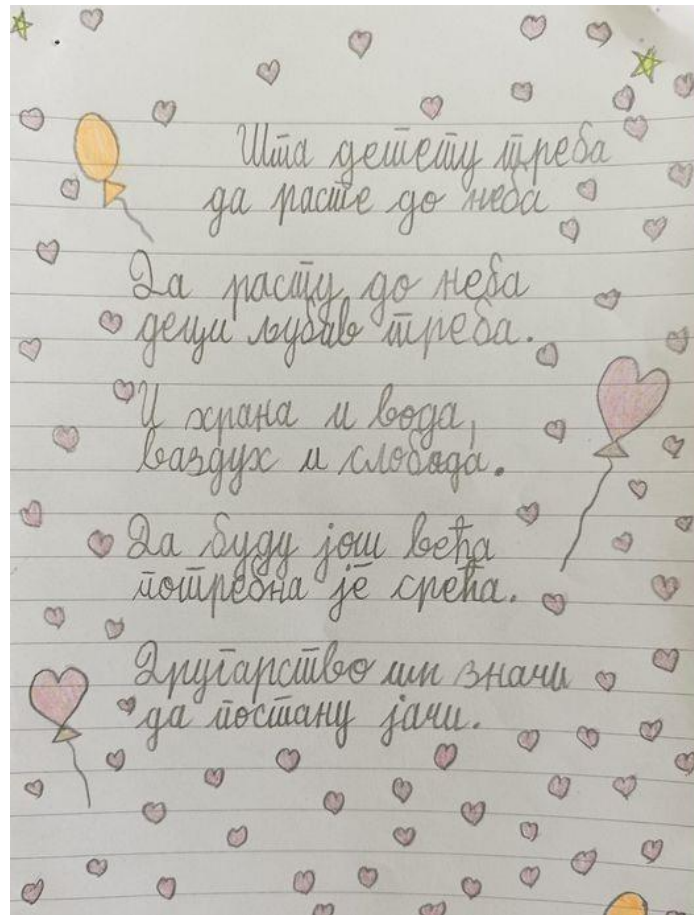 Шта детету треба
да расте до неба
Да расту до неба
деци љубав треба.
И храна и вода,
ваздух и слобода.
Да буду још већа
потребна је срећа.
Другарство им значи
да постану јачи.